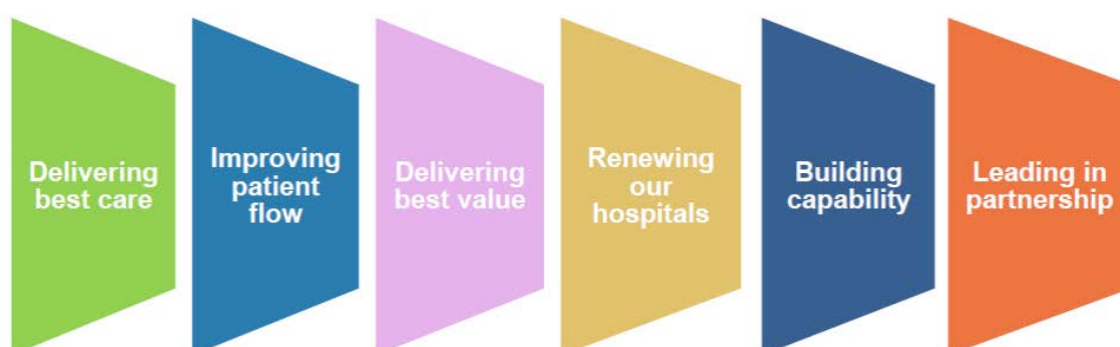 Delivering
best care
Improving
patient
flow
Delivering
best value
Renewing
our
hospitals
Building
capability
Leading in
partnership